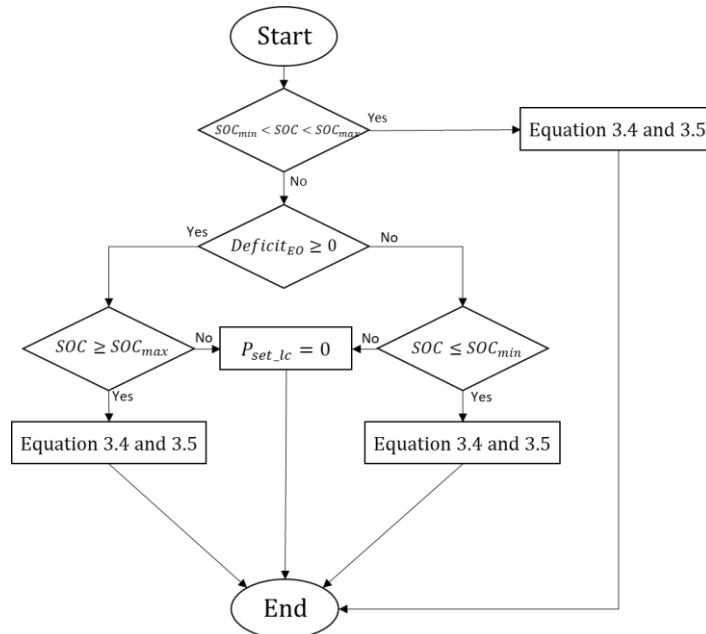 Start
SOC_min < SOC < SOC_max
Yes
Equation 3.4 and 3.5
No
Yes
Deficit_EO ≥ 0
No
SOC ≥ SOC_max
No
P_set_lc = 0
No
SOC ≤ SOC_min
Yes
Yes
Equation 3.4 and 3.5
Equation 3.4 and 3.5
End